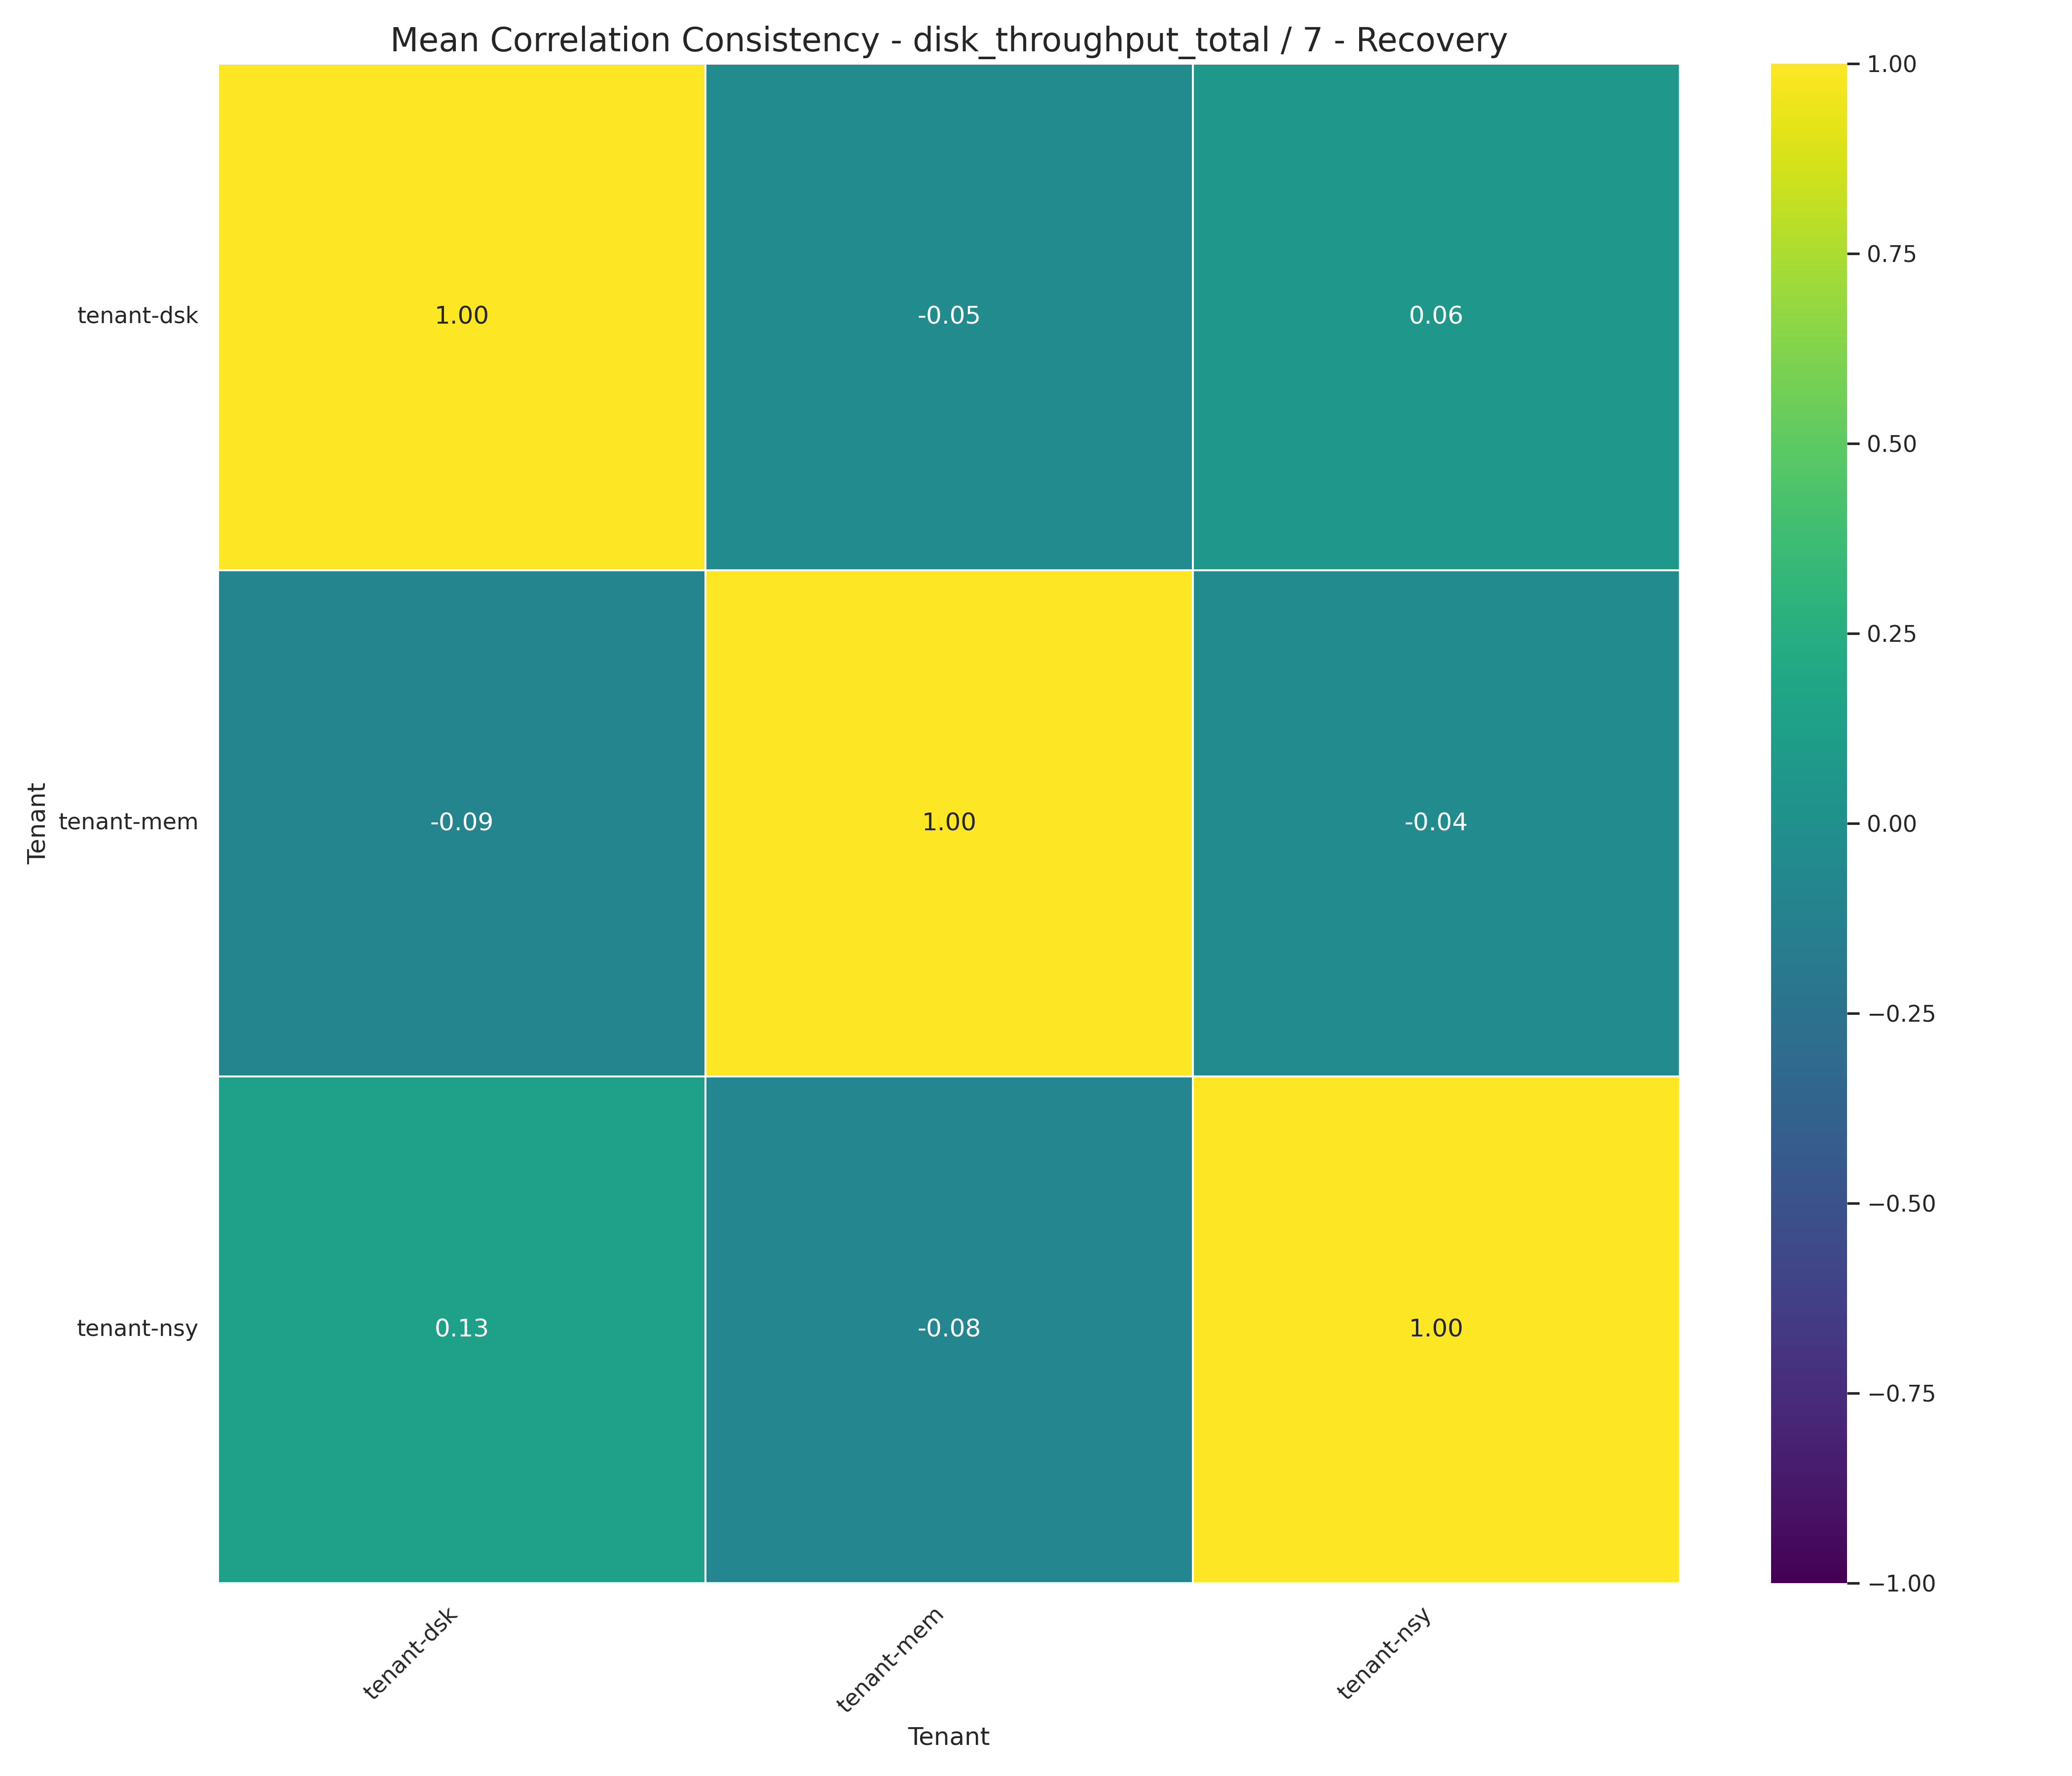 Mean Correlation Consistency - disk_throughput_total / 7 - Recovery
Tenant
tenant-dsk
1.00
-0.05
0.06
tenant-mem
-0.09
1.00
-0.04
tenant-nsy
0.13
-0.08
1.00
tenant-dsk
tenant-mem
tenant-nsy
Tenant
1.00
0.75
0.50
0.25
0.00
−0.25
−0.50
−0.75
−1.00